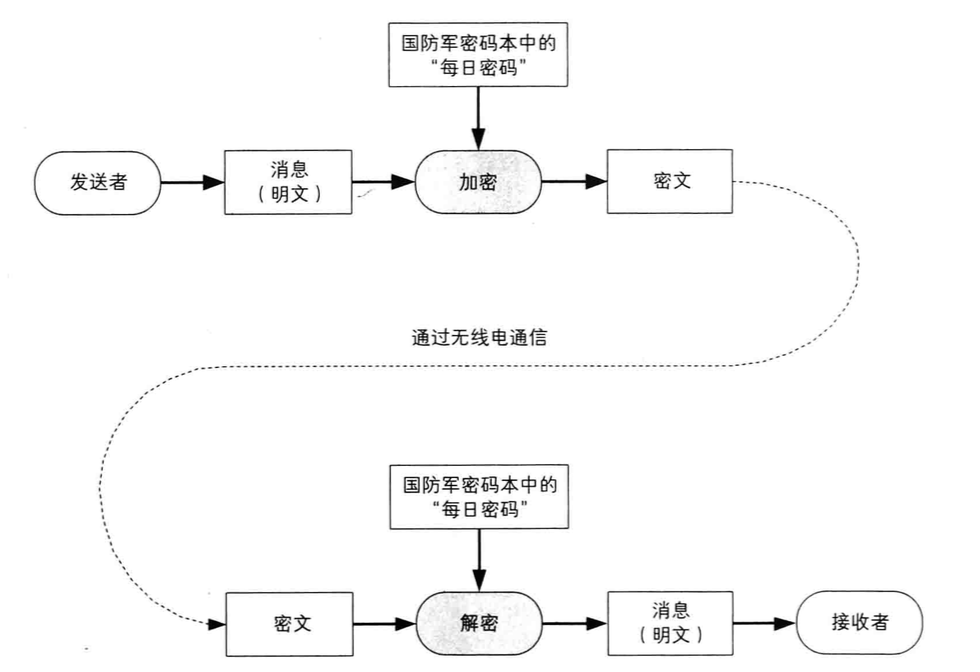 国防军密码本中的
“每日密码”
发送者
消息
（明文）
加密
密文
通过无线电通信
国防军密码本中的
“每日密码”
密文
解密
消息
（明文）
接收者